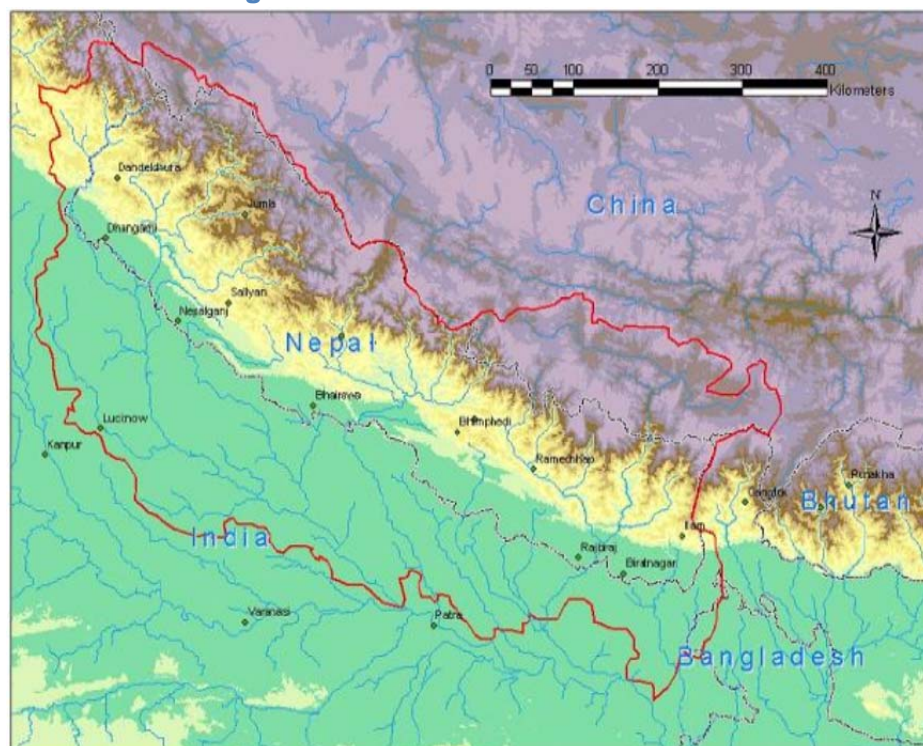 0 50 100 200 300 400
Kilometers
N
China
Dandeldhura
Jumla
Dhangadhi
Sallyan
Nepalganj
Nepal
Bhairawa
Bhimphedi
Lucknow
Kanpur
Ramechhap
Gangtok
Punakha
Bhutan
India
Ilam
Rajbiraj
Biratnagar
Varanasi
Patna
Bangladesh